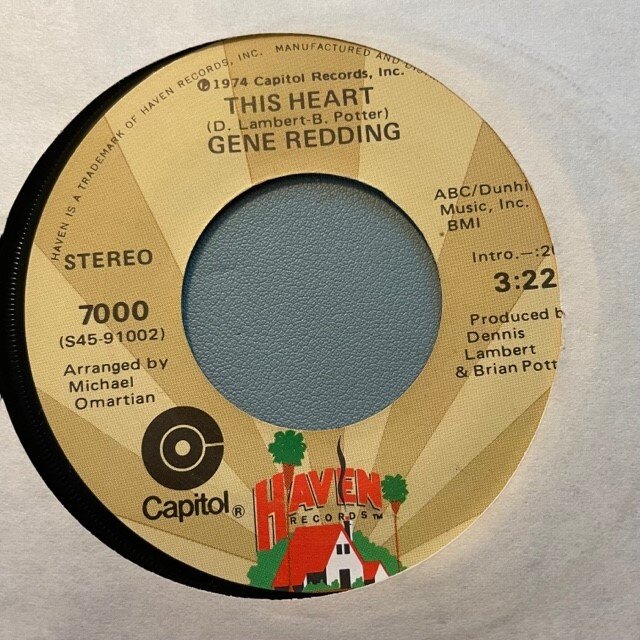 HAVEN IS A TRADEMARK OF HAVEN RECORDS, INC. MANUFACTURED AND
℗1974 Capitol Records, Inc.
THIS HEART
(D. Lambert-B. Potter)
GENE REDDING
ABC/Dunhi
Music, Inc.
BMI
STEREO
Intro.–:2
3:22
7000
(S45-91002)
Produced b
Dennis
Lambert
& Brian Pott
Arranged by
Michael
Omartian
Capitol®
HAVEN
RECORDS™